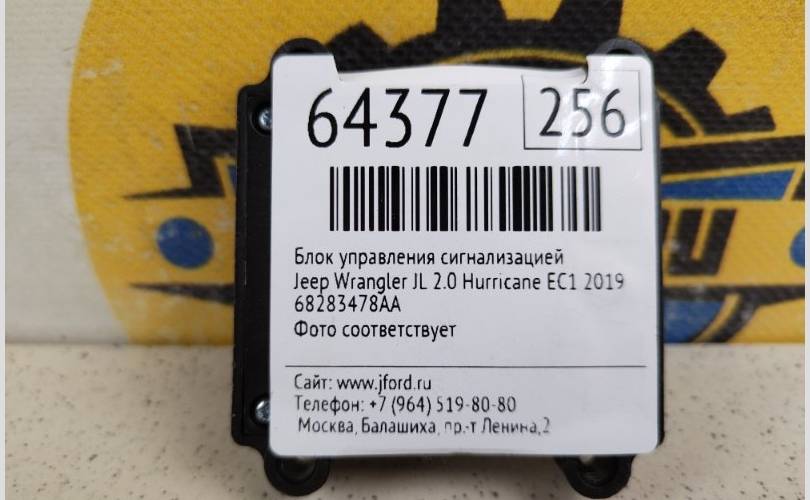 64377 256
Блок управления сигнализацией
Jeep Wrangler JL 2.0 Hurricane EC1 2019
68283478AA
Фото соответствует
Сайт: www.jford.ru
Телефон: +7 (964) 519-80-80
Москва, Балашиха, пр-т Ленина,2